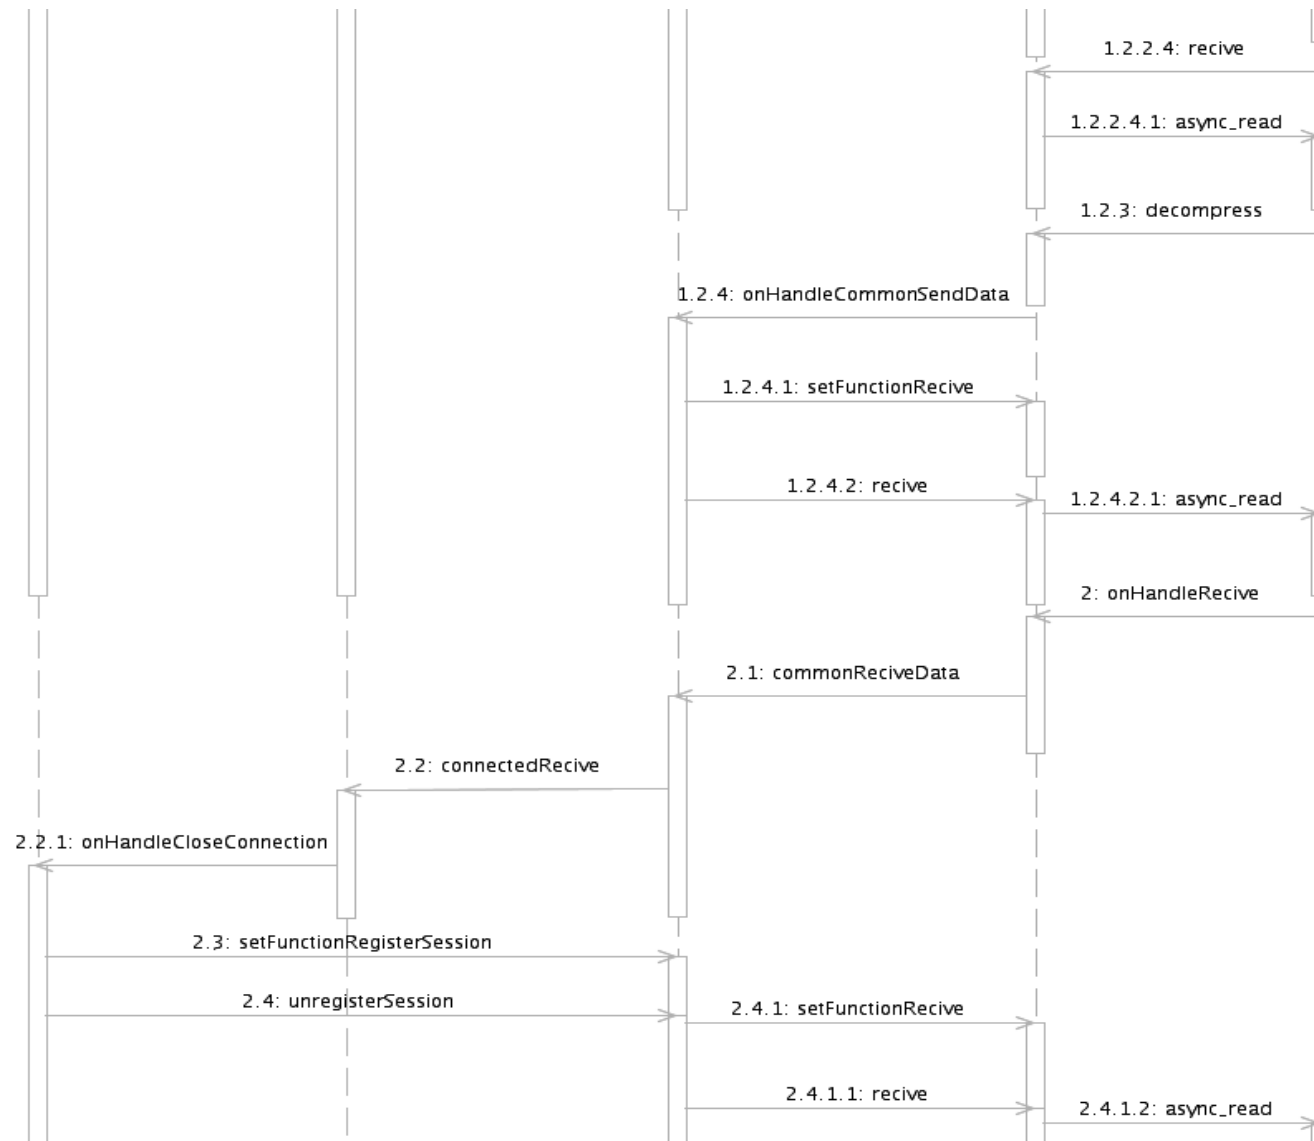 1.2.2.4: recive
1.2.2.4.1: async_read
1.2.3: decompress
1.2.4: onHandleCommonSendData
1.2.4.1: setFunctionRecive
1.2.4.2: recive
1.2.4.2.1: async_read
2: onHandleRecive
2.1: commonReciveData
2.2: connectedRecive
2.2.1: onHandleCloseConnection
2.3: setFunctionRegisterSession
2.4: unregisterSession
2.4.1: setFunctionRecive
2.4.1.1: recive
2.4.1.2: async_read